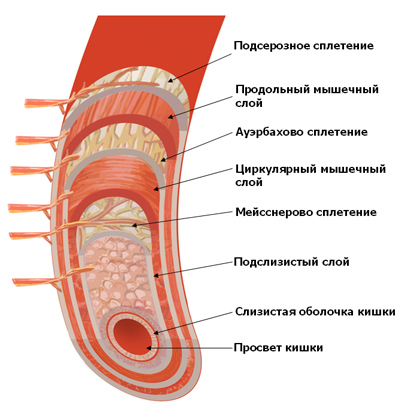 Подсерозное сплетение
Продольный мышечный
слой
Ауэрбахово сплетение
Циркулярный мышечный
слой
Мейсснерово сплетение
Подслизистый слой
Слизистая оболочка кишки
Просвет кишки